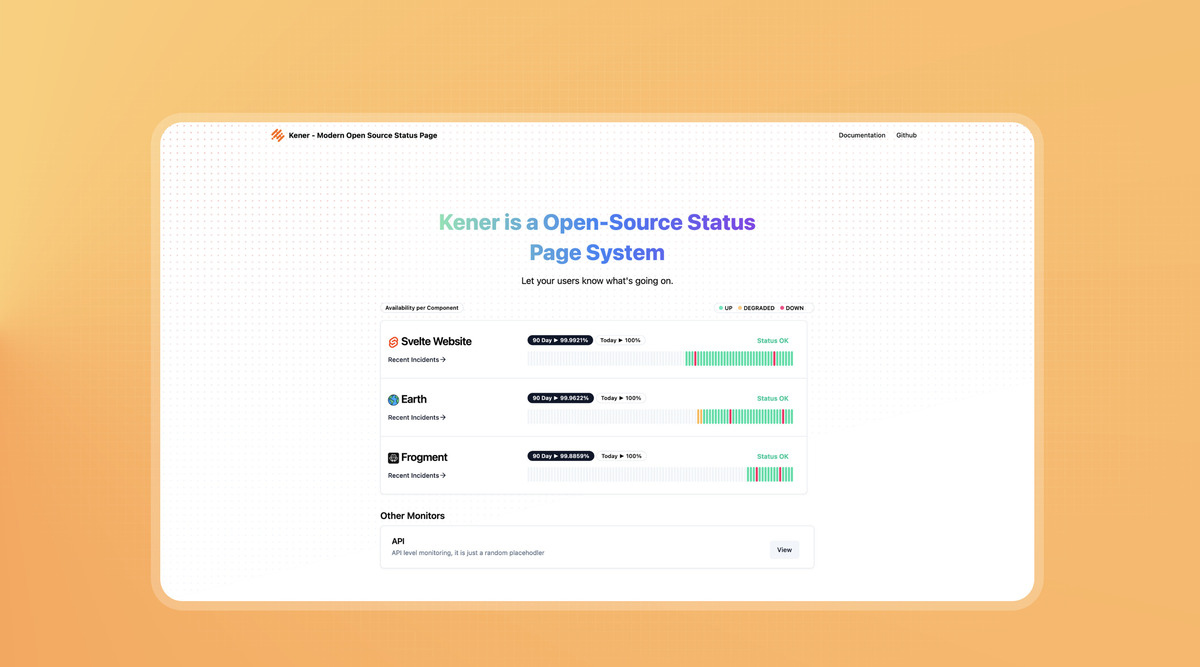 Kener - Modern Open Source Status Page
Documentation Github
Kener is a Open-Source Status
Page System
Let your users know what's going on.
Availability per Component
UP DEGRADED DOWN
Svelte Website
90 Day ► 99.9921% Today ► 100%
Status OK
Recent Incidents →
Earth
90 Day ► 99.9622% Today ► 100%
Status OK
Recent Incidents →
Frogment
90 Day ► 99.8859% Today ► 100%
Status OK
Recent Incidents →
Other Monitors
API
API level monitoring, it is just a random placehodler
View